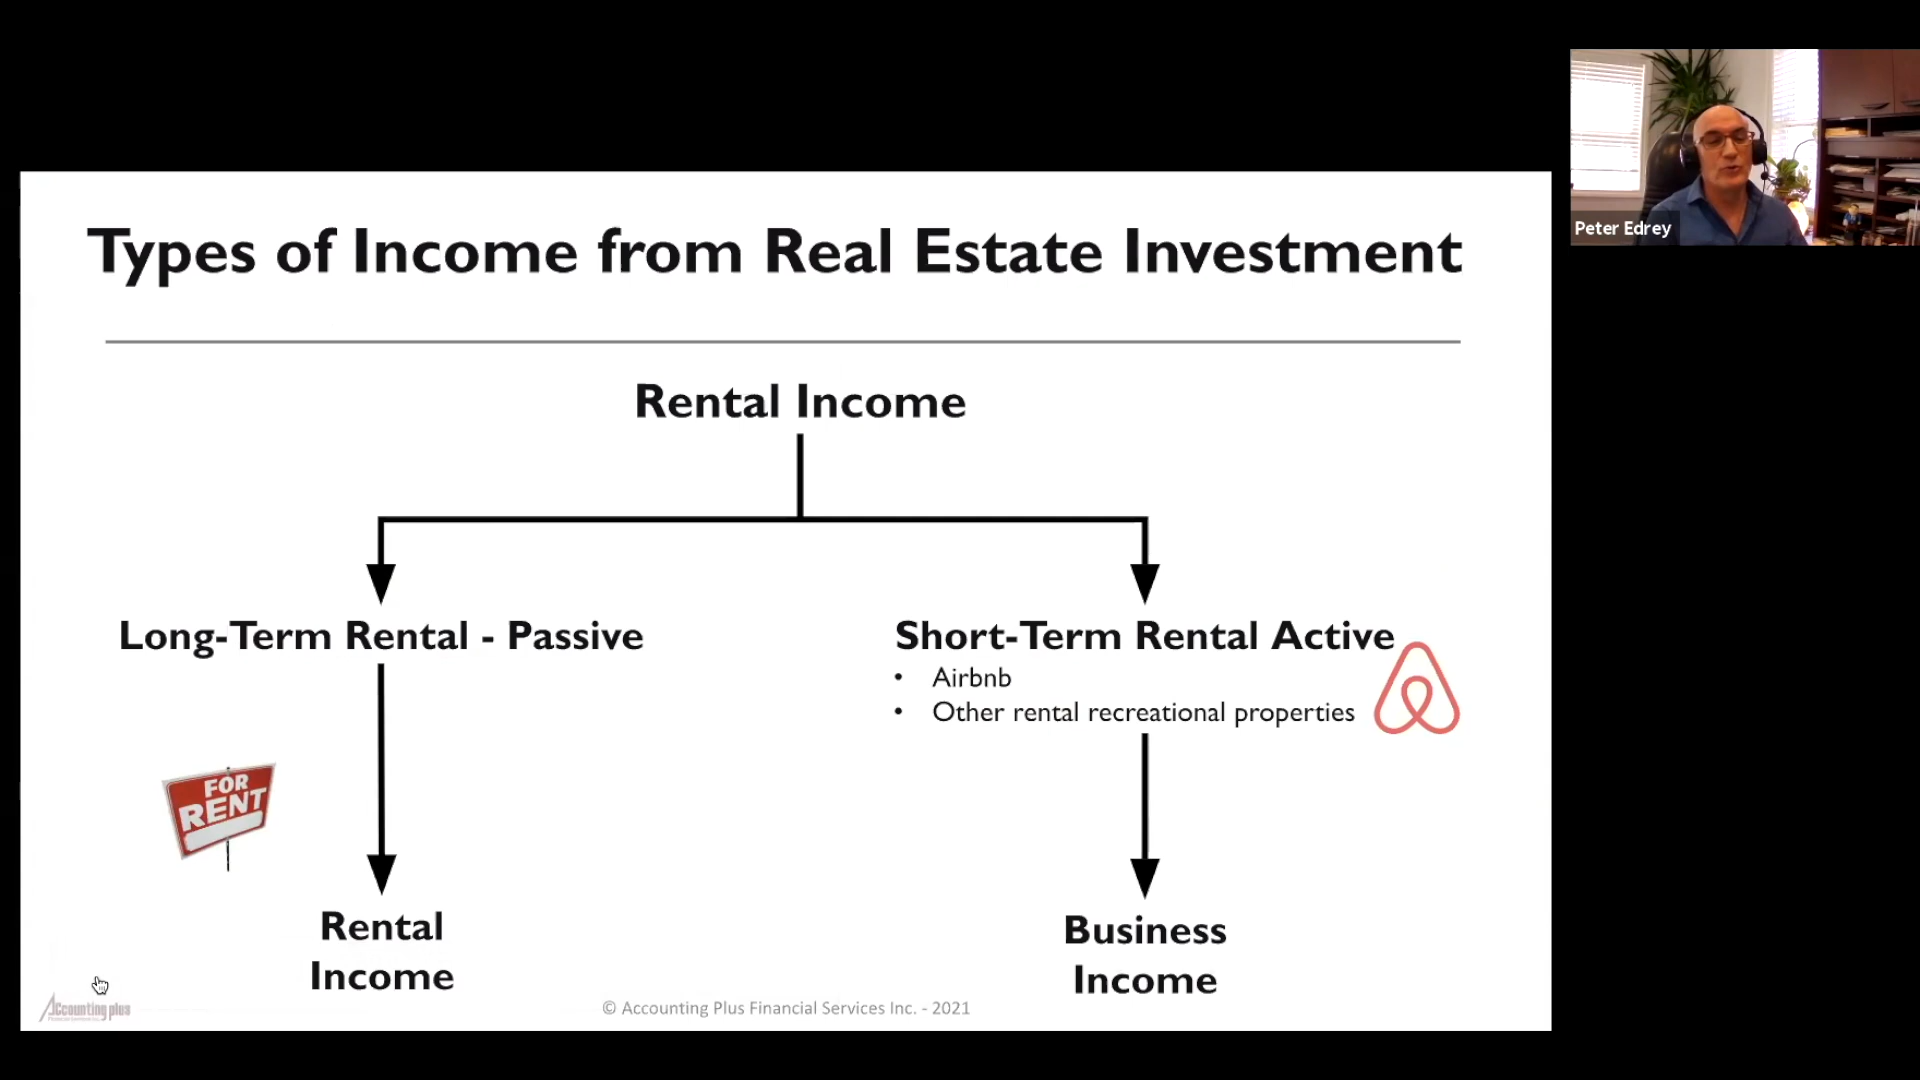 Types of Income from Real Estate Investment
Rental Income
Long-Term Rental - Passive
Short-Term Rental Active
• Airbnb
• Other rental recreational properties
FOR
RENT
Rental
Income
Business
Income
Accounting plus
© Accounting Plus Financial Services Inc. - 2021
Peter Edrey